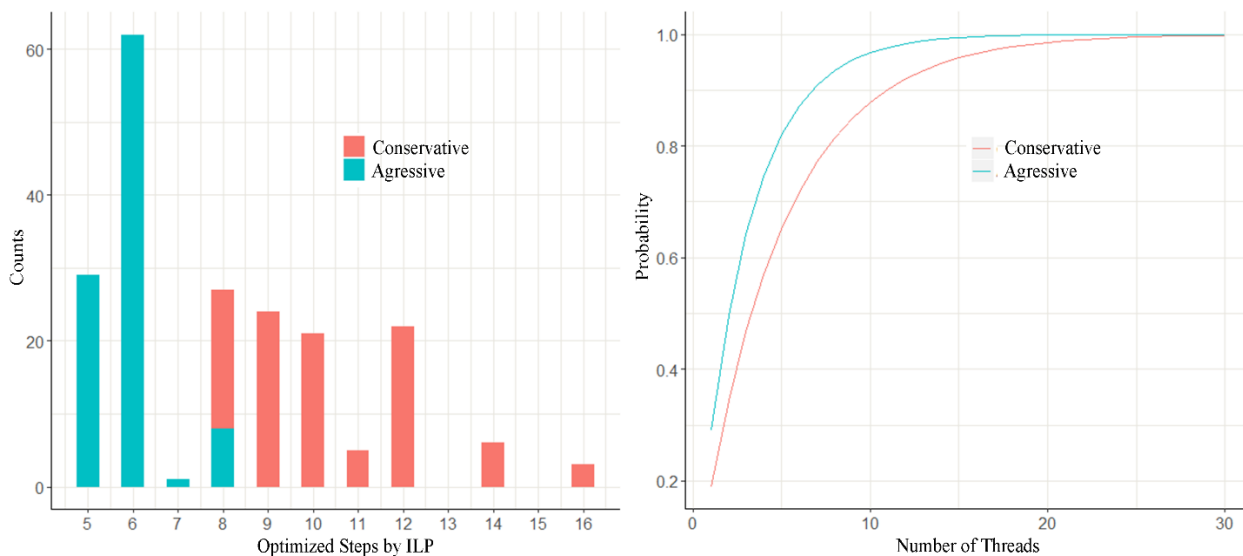 Counts
60
40
20
0
5 6 7 8 9 10 11 12 13 14 15 16
Optimized Steps by ILP
Conservative
Agressive
Probability
1.0
0.8
0.6
0.4
0.2
0 10 20 30
Number of Threads
Conservative
Agressive